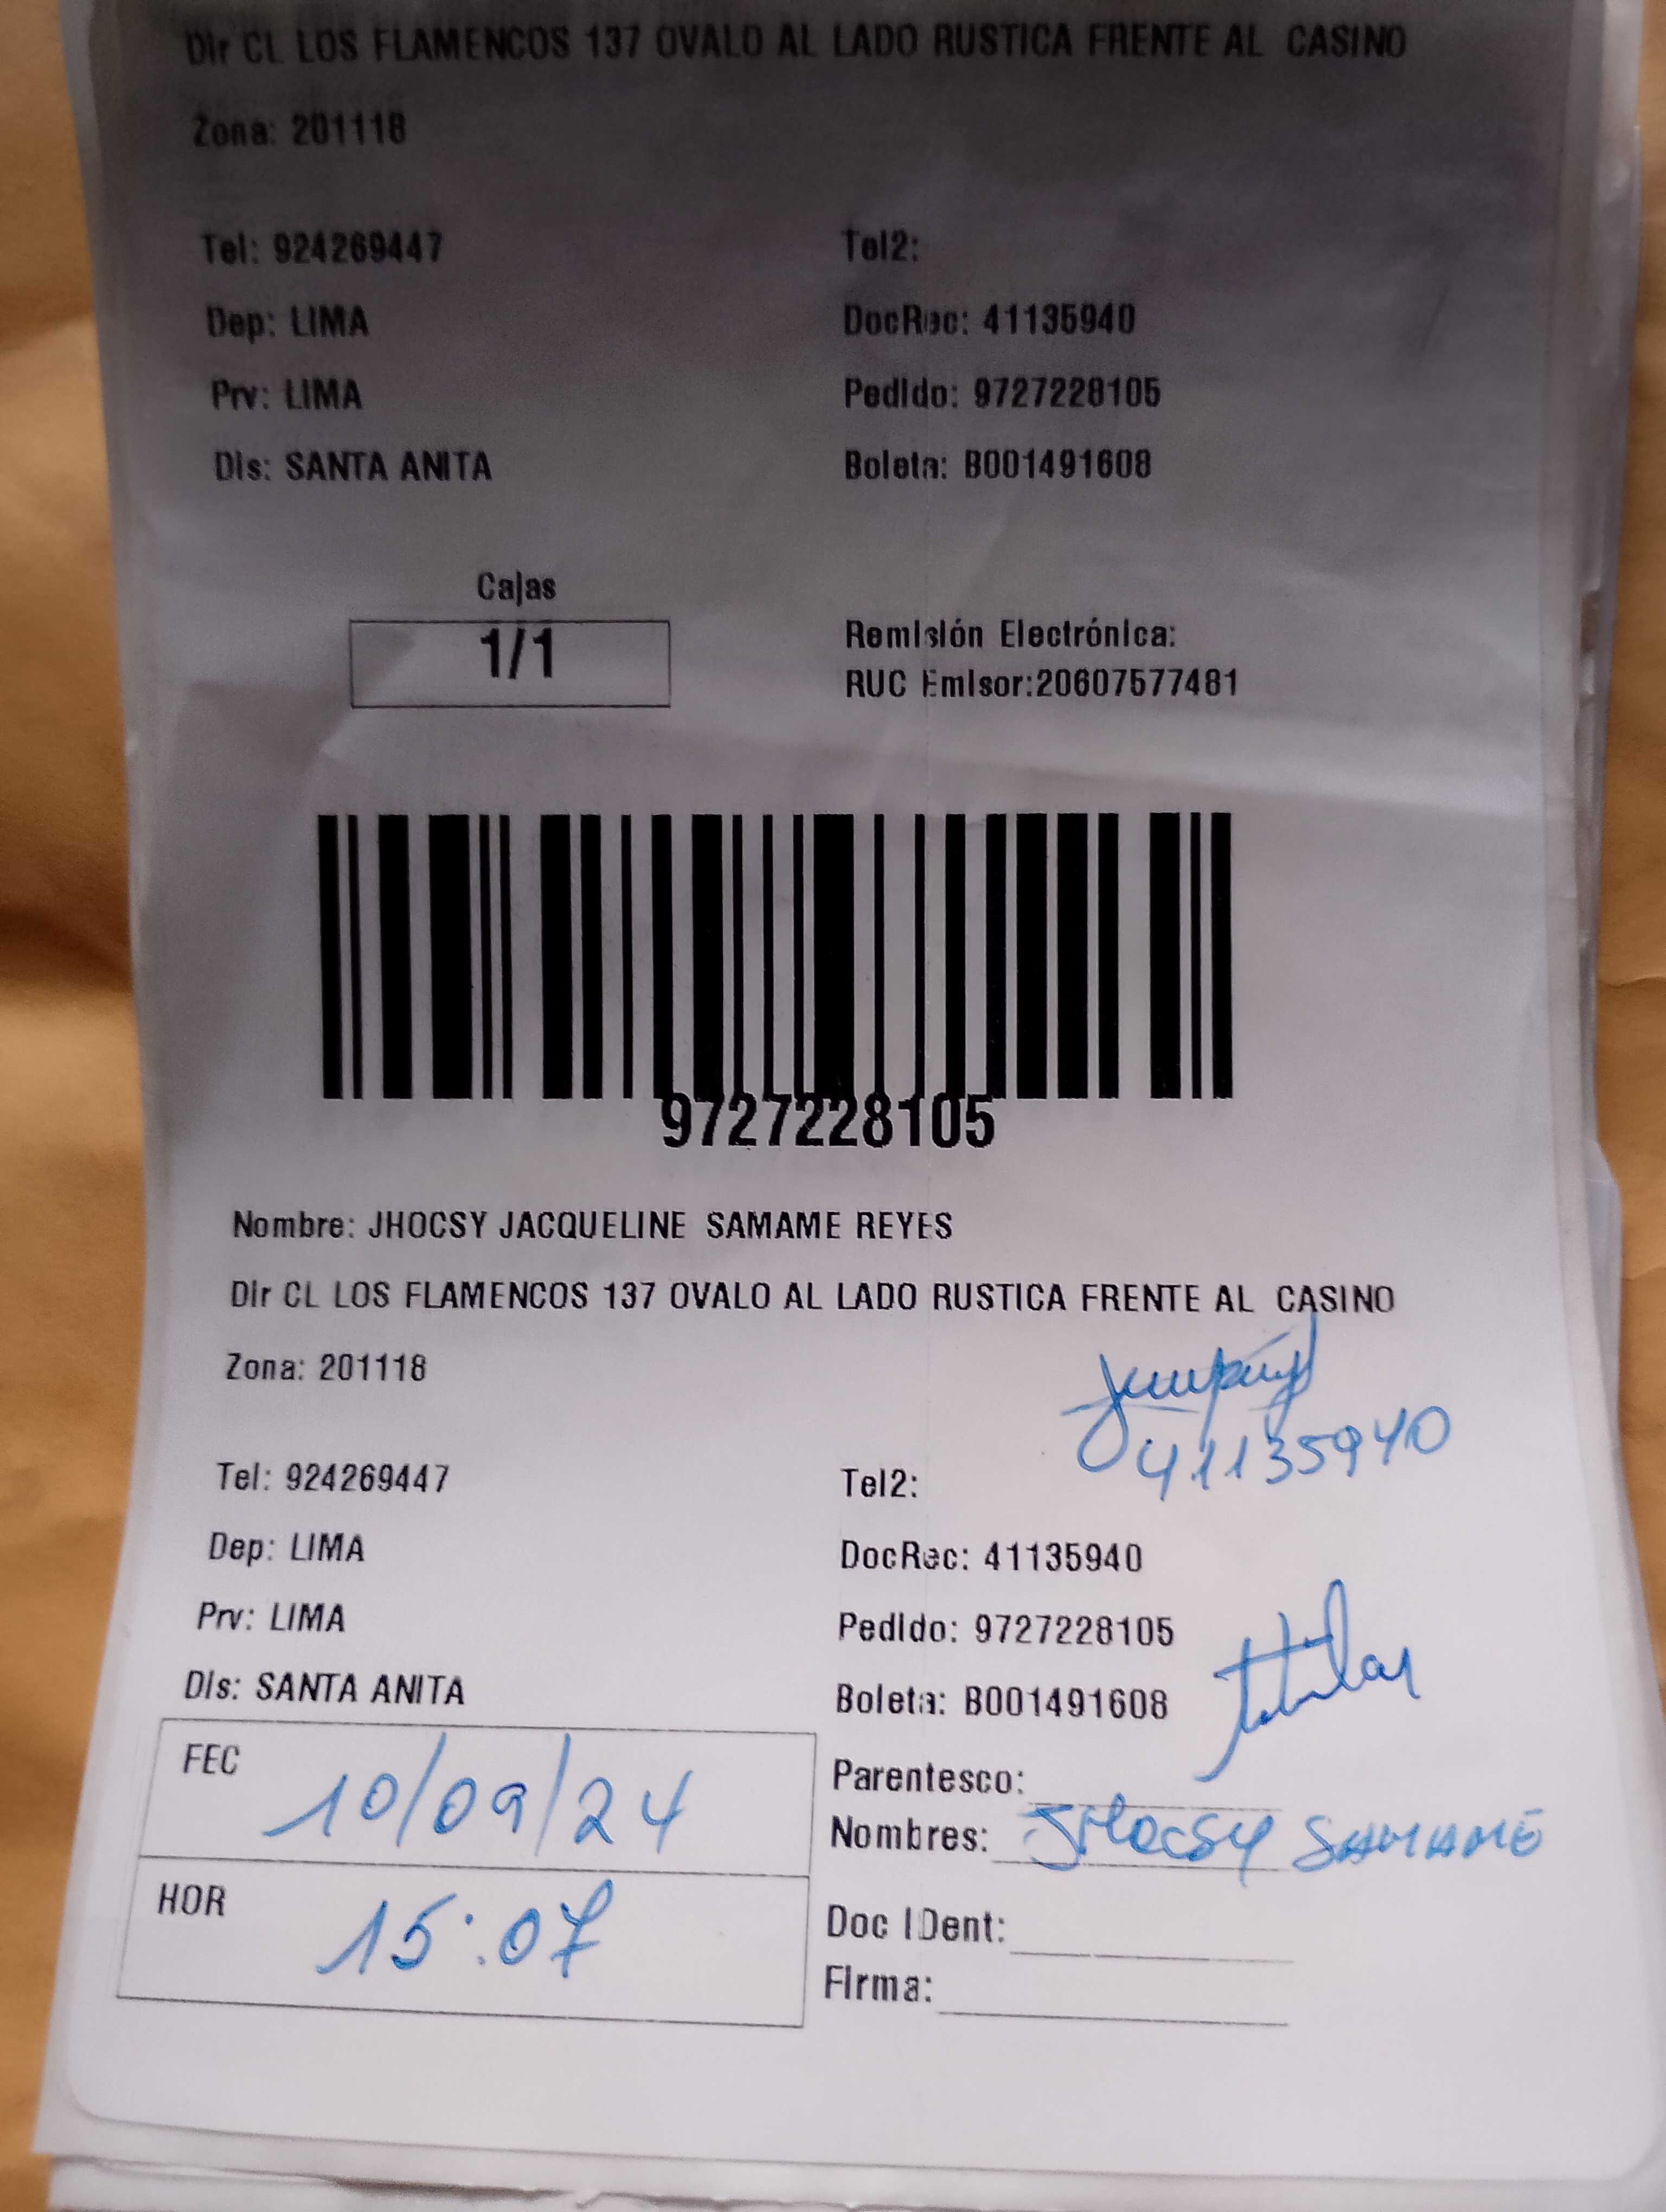 Dir CL LOS FLAMENCOS 137 OVALO AL LADO RUSTICA FRENTE AL CASINO
Zona: 201118
Tel: 924269447
Tel2:
Dep: LIMA
DocRec: 41135940
Prv: LIMA
Pedido: 9727228105
Dis: SANTA ANITA
Boleta: B001491608
Cajas
1/1
Remisión Electrónica:
RUC Emisor:20607577481
9727228105
Nombre: JHOCSY JACQUELINE SAMAME REYES
Dir CL LOS FLAMENCOS 137 OVALO AL LADO RUSTICA FRENTE AL CASINO
Zona: 201118
41135940
Tel: 924269447
Tel2:
Dep: LIMA
DocRec: 41135940
Prv: LIMA
Pedido: 9727228105
Dis: SANTA ANITA
Boleta: B001491608
titular
FEC 10/09/24
Parentesco:
Nombres: JHocsy SAMAMÉ
HOR 15:07
Doc IDent:
Firma: